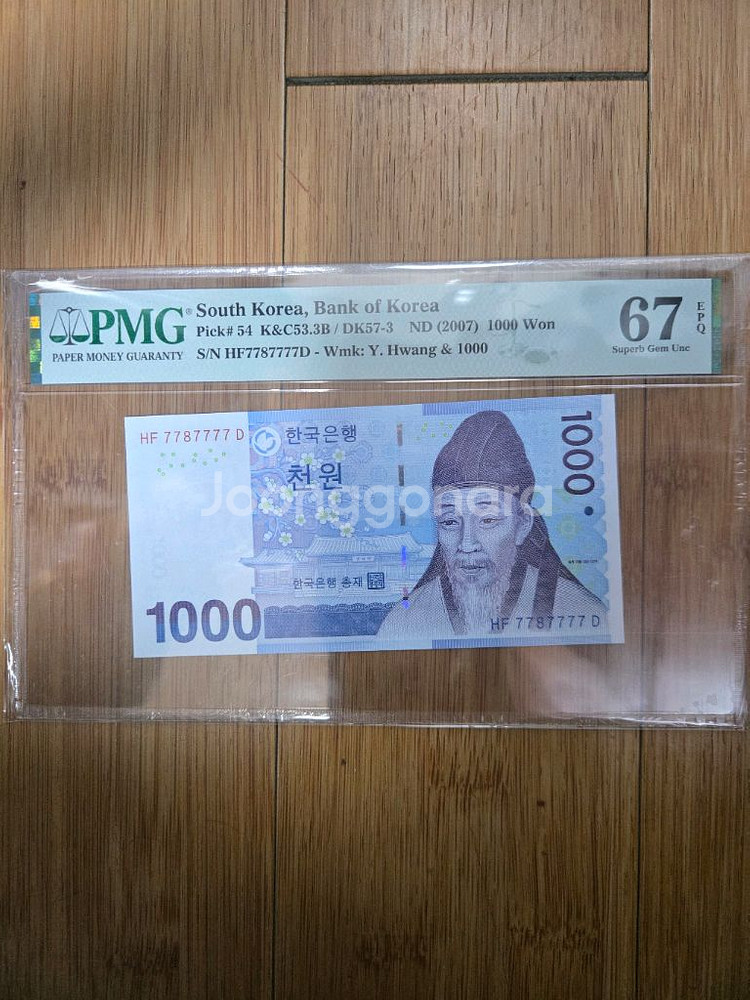 PMG®
PAPER MONEY GUARANTY
South Korea, Bank of Korea
Pick# 54 K&C53.3B / DK57-3 ND (2007) 1000 Won
S/N HF7787777D - Wmk: Y. Hwang & 1000
67
EPQ
Superb Gem Unc
HF 7787777 D
한국은행
천원
1000
Joonggonara
한국은행 총재
1000
HF 7787777 D